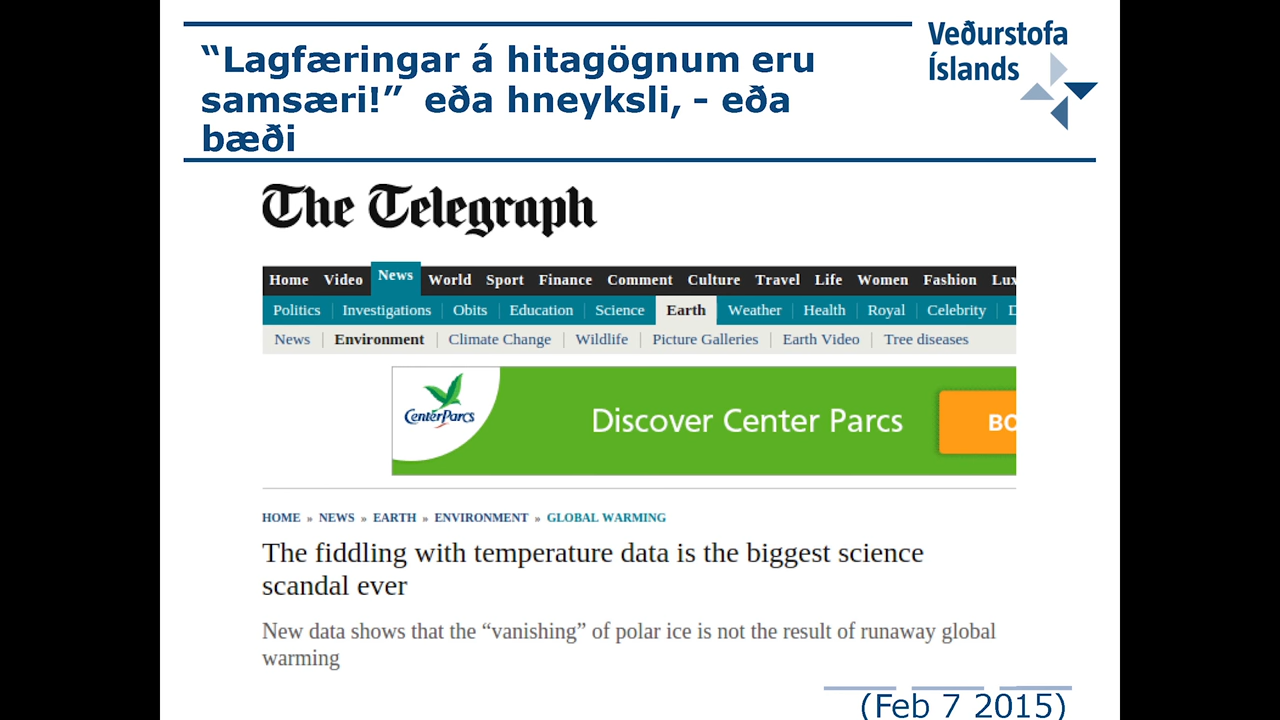 Veðurstofa
Íslands
“Lagfæringar á hitagögnum eru
samsæri!” eða hneyksli, - eða
bæði
The Telegraph
Home Video News World Sport Finance Comment Culture Travel Life Women Fashion Lux
Politics Investigations Obits Education Science Earth Weather Health Royal Celebrity D
News Environment Climate Change Wildlife Picture Galleries Earth Video Tree diseases
CenterParcs
Discover Center Parcs
BO
HOME » NEWS » EARTH » ENVIRONMENT » GLOBAL WARMING
The fiddling with temperature data is the biggest science
scandal ever
New data shows that the “vanishing” of polar ice is not the result of runaway global
warming
(Feb 7 2015)